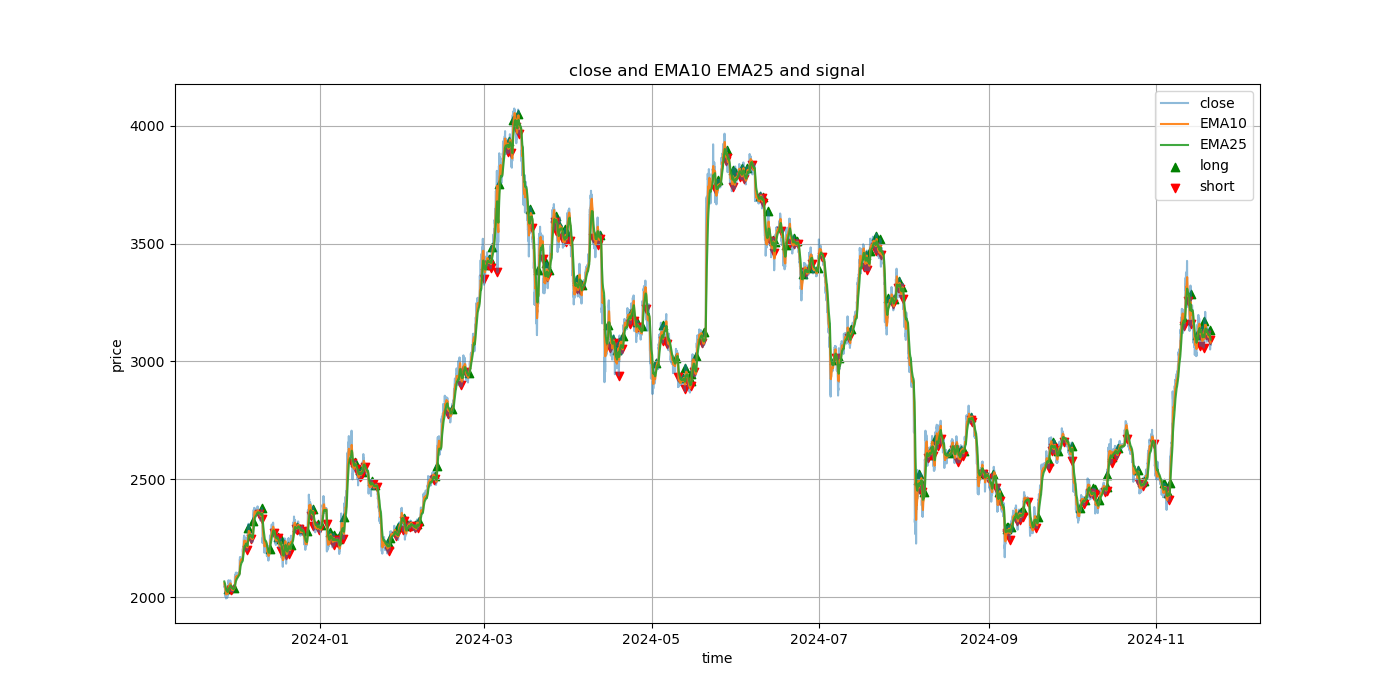 close and EMA10 EMA25 and signal
close
EMA10
EMA25
long
short
price
4000
3500
3000
2500
2000
2024-01
2024-03
2024-05
2024-07
2024-09
2024-11
time